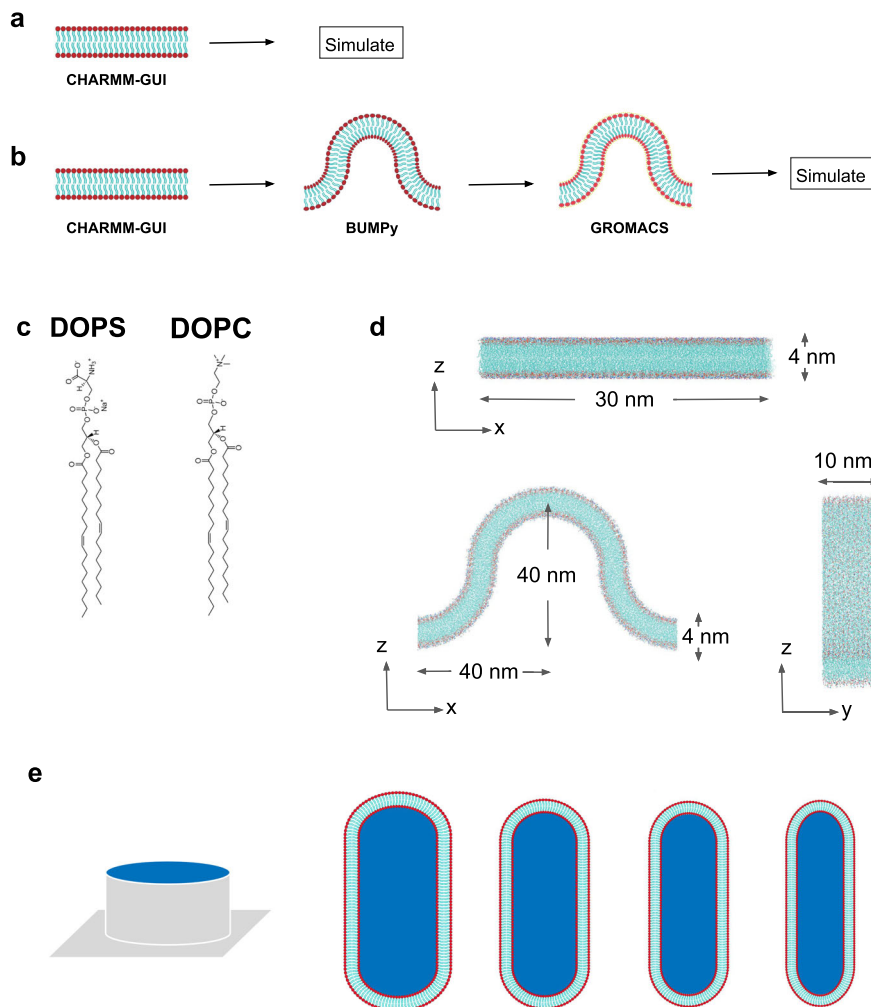 a
Simulate
CHARMM-GUI
b
Simulate
CHARMM-GUI
BUMPy
GROMACS
c
DOPS
DOPC
d
z
x
30 nm
4 nm
10 nm
40 nm
40 nm
4 nm
z
x
z
y
e